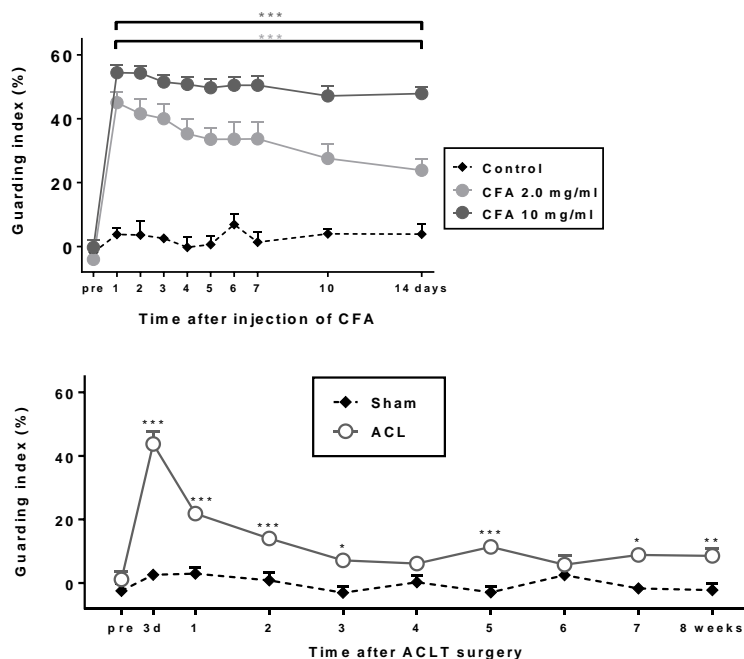 ***
***
60
40
20
0
Guarding index (%)
pre 1 2 3 4 5 6 7 10 14 days
Time after injection of CFA
Control
CFA 2.0 mg/ml
CFA 10 mg/ml
60
40
20
0
Guarding index (%)
Sham
ACL
***
***
***
*
***
*
**
pre 3d 1 2 3 4 5 6 7 8 weeks
Time after ACLT surgery